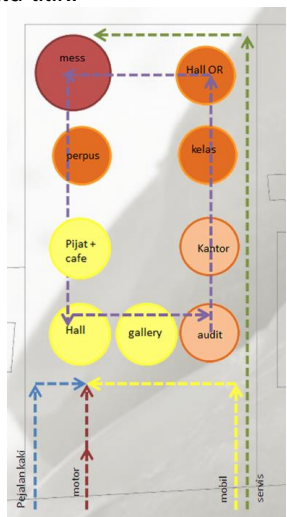 mess
Hall OR
perpus
kelas
Pijat +
cafe
Kantor
Hall
gallery
audit
Pejalan kaki
motor
mobil
servis